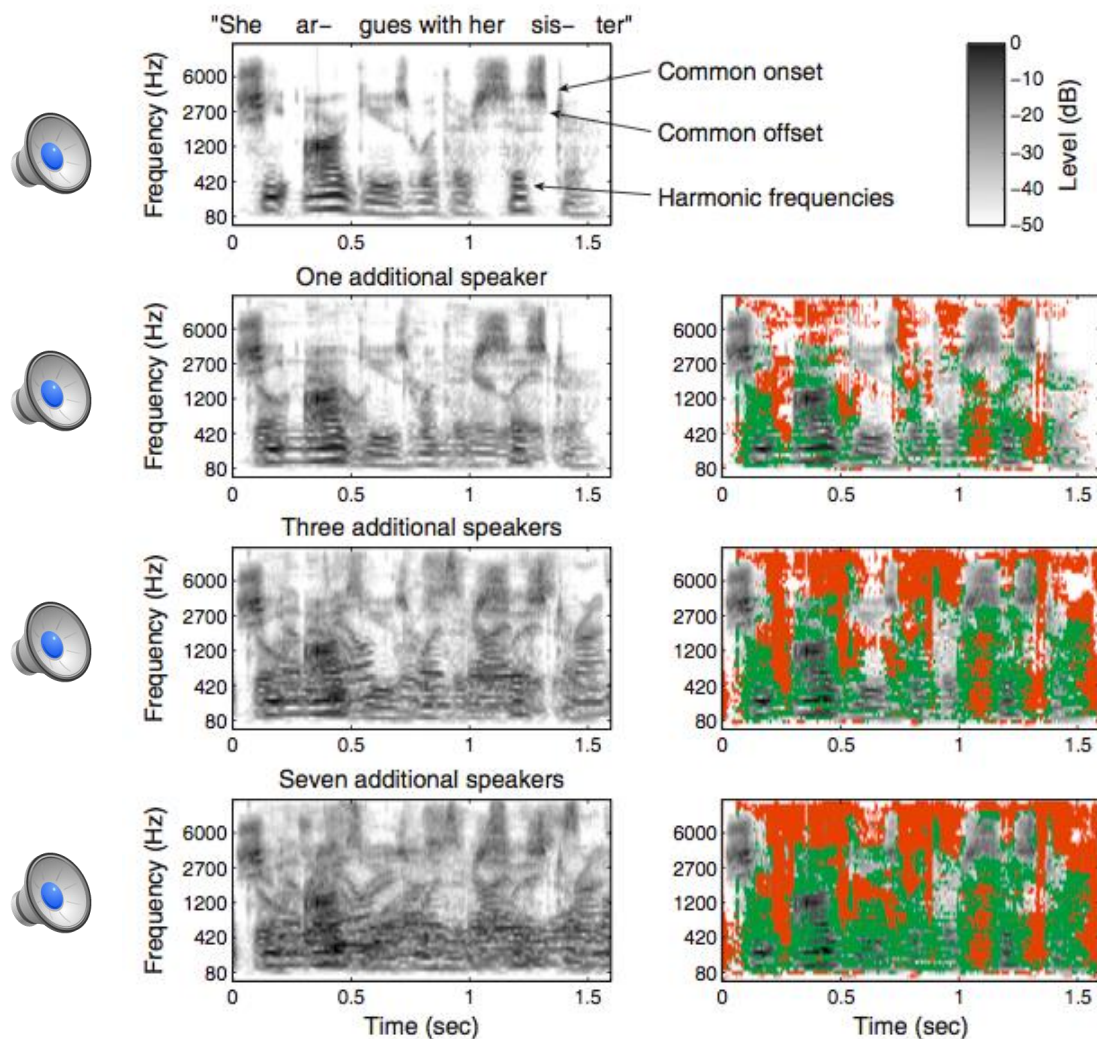 "She ar– gues with her sis– ter"
Frequency (Hz)
6000
2700
1200
420
80
0 0.5 1 1.5
Common onset
Common offset
Harmonic frequencies
0
–10
–20
–30
–40
–50
Level (dB)
One additional speaker
Frequency (Hz)
6000
2700
1200
420
80
0 0.5 1 1.5
6000
2700
1200
420
80
0 0.5 1 1.5
Three additional speakers
Frequency (Hz)
6000
2700
1200
420
80
0 0.5 1 1.5
6000
2700
1200
420
80
0 0.5 1 1.5
Seven additional speakers
Frequency (Hz)
6000
2700
1200
420
80
0 0.5 1 1.5
Time (sec)
6000
2700
1200
420
80
0 0.5 1 1.5
Time (sec)